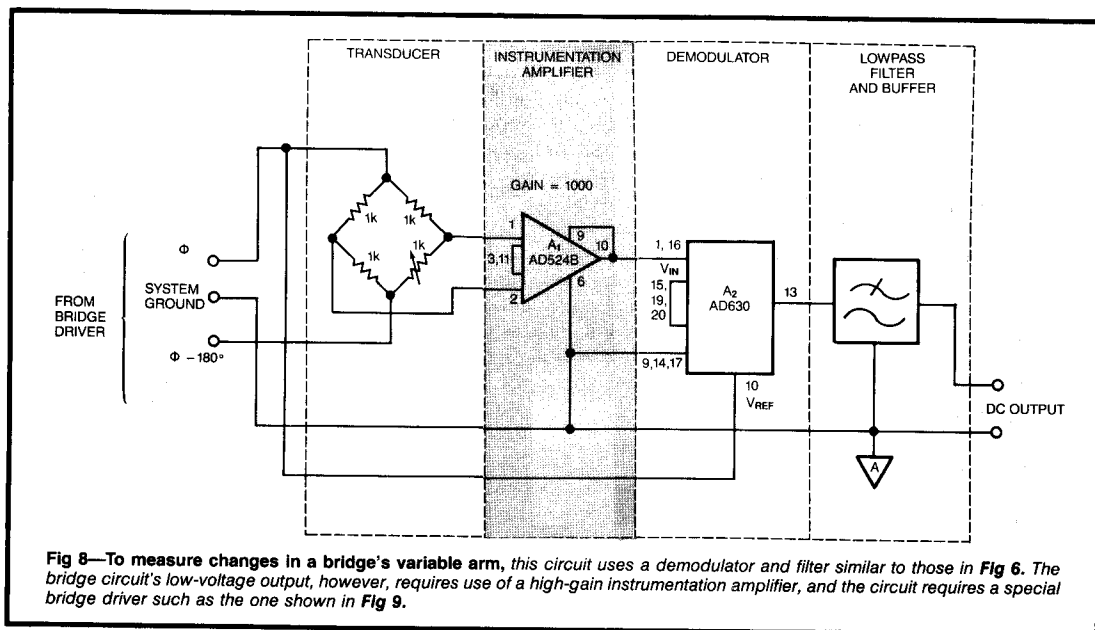 TRANSDUCER
INSTRUMENTATION
AMPLIFIER
DEMODULATOR
LOWPASS
FILTER
AND BUFFER
GAIN = 1000
1k
1k
1k
1k
1
3,11
2
A1
AD524B
9
10
6
1, 16
VIN
15,
19,
20
9,14,17
A2
AD630
13
10
VREF
FROM
BRIDGE
DRIVER
Φ
SYSTEM
GROUND
Φ −180°
DC OUTPUT
A
Fig 8—To measure changes in a bridge's variable arm, this circuit uses a demodulator and filter similar to those in Fig 6. The
bridge circuit's low-voltage output, however, requires use of a high-gain instrumentation amplifier, and the circuit requires a special
bridge driver such as the one shown in Fig 9.